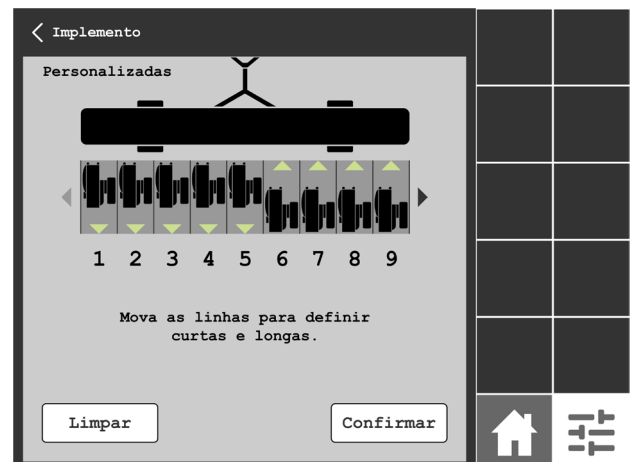 Implemento
Personalizadas
1 2 3 4 5 6 7 8 9
Mova as linhas para definir
curtas e longas.
Limpar Confirmar